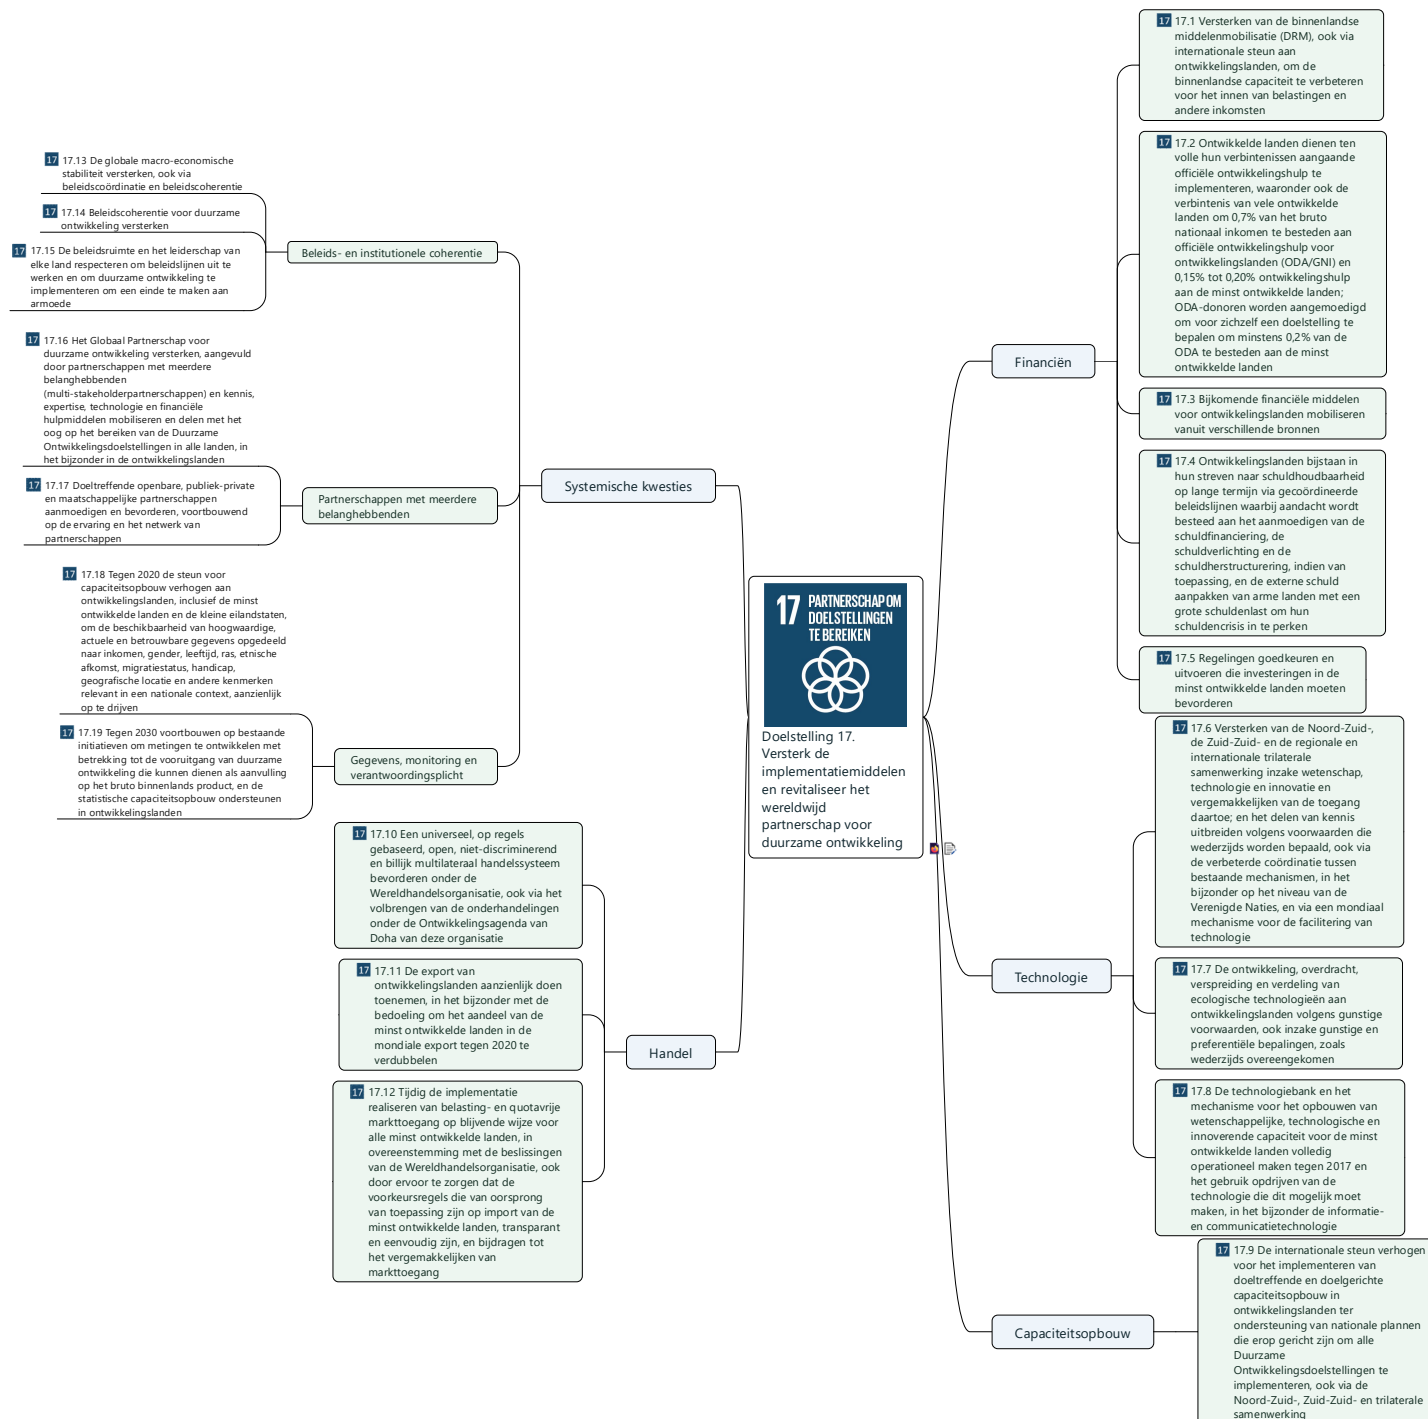 17 PARTNERSCHAP OM
DOELSTELLINGEN
TE BEREIKEN
Doelstelling 17.
Versterk de
implementatiemiddelen
en revitaliseer het
wereldwijd
partnerschap voor
duurzame ontwikkeling
Financiën
17 17.1 Versterken van de binnenlandse
middelenmobilisatie (DRM), ook via
internationale steun aan
ontwikkelingslanden, om de
binnenlandse capaciteit te verbeteren
voor het innen van belastingen en
andere inkomsten
17 17.2 Ontwikkelde landen dienen ten
volle hun verbintenissen aangaande
officiële ontwikkelingshulp te
implementeren, waaronder ook de
verbintenis van vele ontwikkelde
landen om 0,7% van het bruto
nationaal inkomen te besteden aan
officiële ontwikkelingshulp voor
ontwikkelingslanden (ODA/GNI) en
0,15% tot 0,20% ontwikkelingshulp
aan de minst ontwikkelde landen;
ODA-donoren worden aangemoedigd
om voor zichzelf een doelstelling te
bepalen om minstens 0,2% van de
ODA te besteden aan de minst
ontwikkelde landen
17 17.3 Bijkomende financiële middelen
voor ontwikkelingslanden mobiliseren
vanuit verschillende bronnen
17 17.4 Ontwikkelingslanden bijstaan in
hun streven naar schuldhoudbaarheid
op lange termijn via gecoördineerde
beleidslijnen waarbij aandacht wordt
besteed aan het aanmoedigen van de
schuldfinanciering, de
schuldverlichting en de
schuldherstructurering, indien van
toepassing, en de externe schuld
aanpakken van arme landen met een
grote schuldenlast om hun
schuldencrisis in te perken
17 17.5 Regelingen goedkeuren en
uitvoeren die investeringen in de
minst ontwikkelde landen moeten
bevorderen
Technologie
17 17.6 Versterken van de Noord-Zuid-,
de Zuid-Zuid- en de regionale en
internationale trilaterale
samenwerking inzake wetenschap,
technologie en innovatie en
vergemakkelijken van de toegang
daartoe; en het delen van kennis
uitbreiden volgens voorwaarden die
wederzijds worden bepaald, ook via
de verbeterde coördinatie tussen
bestaande mechanismen, in het
bijzonder op het niveau van de
Verenigde Naties, en via een mondiaal
mechanisme voor de facilitering van
technologie
17 17.7 De ontwikkeling, overdracht,
verspreiding en verdeling van
ecologische technologieën aan
ontwikkelingslanden volgens gunstige
voorwaarden, ook inzake gunstige en
preferentiële bepalingen, zoals
wederzijds overeengekomen
17 17.8 De technologiebank en het
mechanisme voor het opbouwen van
wetenschappelijke, technologische en
innoverende capaciteit voor de minst
ontwikkelde landen volledig
operationeel maken tegen 2017 en
het gebruik opdrijven van de
technologie die dit mogelijk moet
maken, in het bijzonder de informatie-
en communicatietechnologie
Capaciteitsopbouw
17 17.9 De internationale steun verhogen
voor het implementeren van
doeltreffende en doelgerichte
capaciteitsopbouw in
ontwikkelingslanden ter
ondersteuning van nationale plannen
die erop gericht zijn om alle
Duurzame
Ontwikkelingsdoelstellingen te
implementeren, ook via de
Noord-Zuid-, Zuid-Zuid- en trilaterale
samenwerking
Systemische kwesties
Beleids- en institutionele coherentie
17 17.13 De globale macro-economische
stabiliteit versterken, ook via
beleidscoördinatie en beleidscoherentie
17 17.14 Beleidscoherentie voor duurzame
ontwikkeling versterken
17 17.15 De beleidsruimte en het leiderschap van
elke land respecteren om beleidslijnen uit te
werken en om duurzame ontwikkeling te
implementeren om een einde te maken aan
armoede
Partnerschappen met meerdere
belanghebbenden
17 17.16 Het Globaal Partnerschap voor
duurzame ontwikkeling versterken, aangevuld
door partnerschappen met meerdere
belanghebbenden
(multi-stakeholderpartnerschappen) en kennis,
expertise, technologie en financiële
hulpmiddelen mobiliseren en delen met het
oog op het bereiken van de Duurzame
Ontwikkelingsdoelstellingen in alle landen, in
het bijzonder in de ontwikkelingslanden
17 17.17 Doeltreffende openbare, publiek-private
en maatschappelijke partnerschappen
aanmoedigen en bevorderen, voortbouwend
op de ervaring en het netwerk van
partnerschappen
Gegevens, monitoring en
verantwoordingsplicht
17 17.18 Tegen 2020 de steun voor
capaciteitsopbouw verhogen aan
ontwikkelingslanden, inclusief de minst
ontwikkelde landen en de kleine eilandstaten,
om de beschikbaarheid van hoogwaardige,
actuele en betrouwbare gegevens opgedeeld
naar inkomen, gender, leeftijd, ras, etnische
afkomst, migratiestatus, handicap,
geografische locatie en andere kenmerken
relevant in een nationale context, aanzienlijk
op te drijven
17 17.19 Tegen 2030 voortbouwen op bestaande
initiatieven om metingen te ontwikkelen met
betrekking tot de vooruitgang van duurzame
ontwikkeling die kunnen dienen als aanvulling
op het bruto binnenlands product, en de
statistische capaciteitsopbouw ondersteunen
in ontwikkelingslanden
Handel
17 17.10 Een universeel, op regels
gebaseerd, open, niet-discriminerend
en billijk multilateraal handelssysteem
bevorderen onder de
Wereldhandelsorganisatie, ook via het
volbrengen van de onderhandelingen
onder de Ontwikkelingsagenda van
Doha van deze organisatie
17 17.11 De export van
ontwikkelingslanden aanzienlijk doen
toenemen, in het bijzonder met de
bedoeling om het aandeel van de
minst ontwikkelde landen in de
mondiale export tegen 2020 te
verdubbelen
17 17.12 Tijdig de implementatie
realiseren van belasting- en quotavrije
markttoegang op blijvende wijze voor
alle minst ontwikkelde landen, in
overeenstemming met de beslissingen
van de Wereldhandelsorganisatie, ook
door ervoor te zorgen dat de
voorkeursregels die van oorsprong
van toepassing zijn op import van de
minst ontwikkelde landen, transparant
en eenvoudig zijn, en bijdragen tot
het vergemakkelijken van
markttoegang